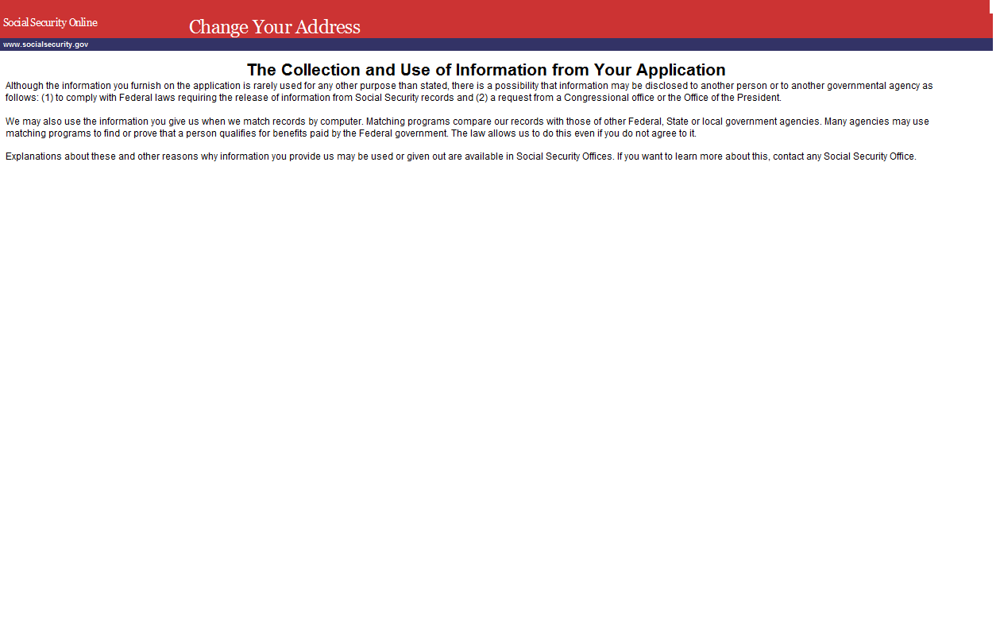 Social Security Online
Change Your Address
www.socialsecurity.gov
The Collection and Use of Information from Your Application
Although the information you furnish on the application is rarely used for any other purpose than stated, there is a possibility that information may be disclosed to another person or to another governmental agency as
follows: (1) to comply with Federal laws requiring the release of information from Social Security records and (2) a request from a Congressional office or the Office of the President.
We may also use the information you give us when we match records by computer. Matching programs compare our records with those of other Federal, State or local government agencies. Many agencies may use
matching programs to find or prove that a person qualifies for benefits paid by the Federal government. The law allows us to do this even if you do not agree to it.
Explanations about these and other reasons why information you provide us may be used or given out are available in Social Security Offices. If you want to learn more about this, contact any Social Security Office.